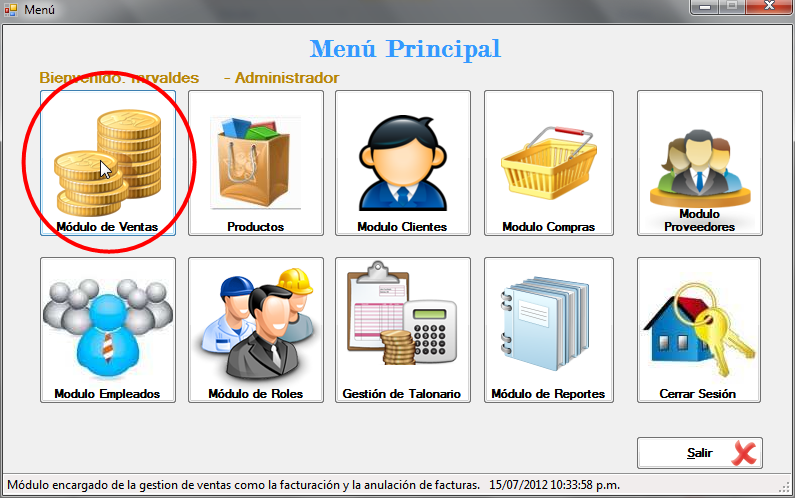 Menú
Menú Principal
Bienvenido: mrvaldes - Administrador
Módulo de Ventas
Productos
Modulo Clientes
Modulo Compras
Modulo
Proveedores
Modulo Empleados
Módulo de Roles
Gestión de Talonario
Módulo de Reportes
Cerrar Sesión
Salir
Módulo encargado de la gestion de ventas como la facturación y la anulación de facturas. 15/07/2012 10:33:58 p.m.